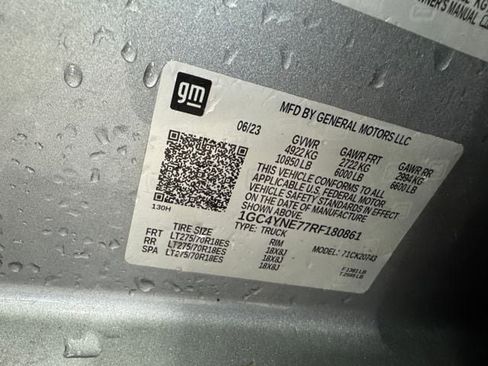 OWNER'S MANUAL
gm
MFD BY GENERAL MOTORS LLC
06/23
GVWR GAWR FRT GAWR RR
4922 KG 2722 KG 2994 KG
10850 LB 6000 LB 6600 LB
THIS VEHICLE CONFORMS TO ALL
APPLICABLE U.S. FEDERAL MOTOR
VEHICLE SAFETY STANDARDS IN EFFECT
ON THE DATE OF MANUFACTURE
SHOWN ABOVE.
130H
1GC4YNE77RF180861
TYPE: TRUCK
TIRE SIZE RIM 71CK20743
FRT LT275/70R18ES 18X8J
RR LT275/70R18ES 18X8J
SPA LT275/70R18ES 18X8J